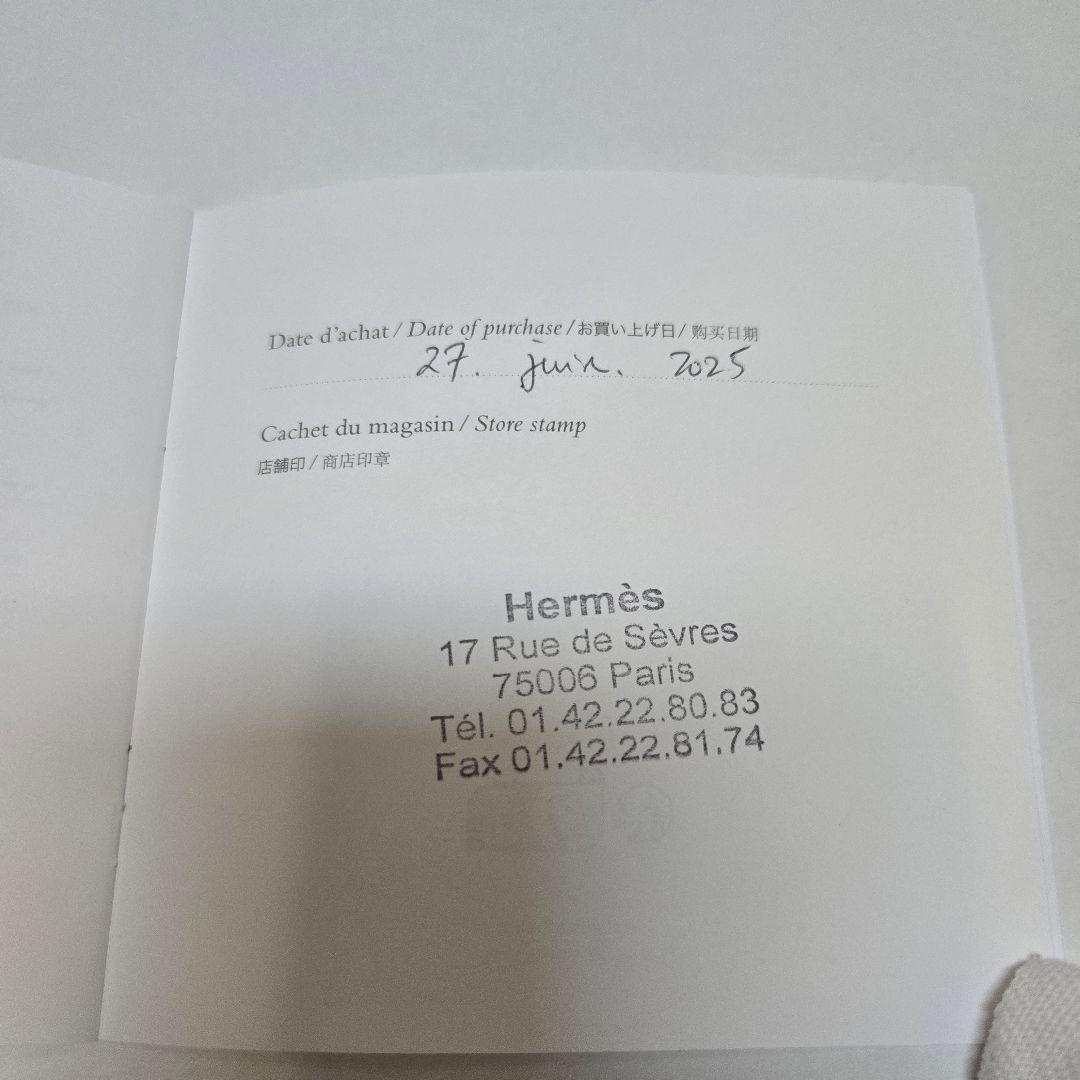 Date d'achat / Date of purchase / お買い上げ日 / 购买日期
27. juin. 2025
Cachet du magasin / Store stamp
店舗印 / 商店印章
Hermès
17 Rue de Sèvres
75006 Paris
Tél. 01.42.22.80.83
Fax 01.42.22.81.74